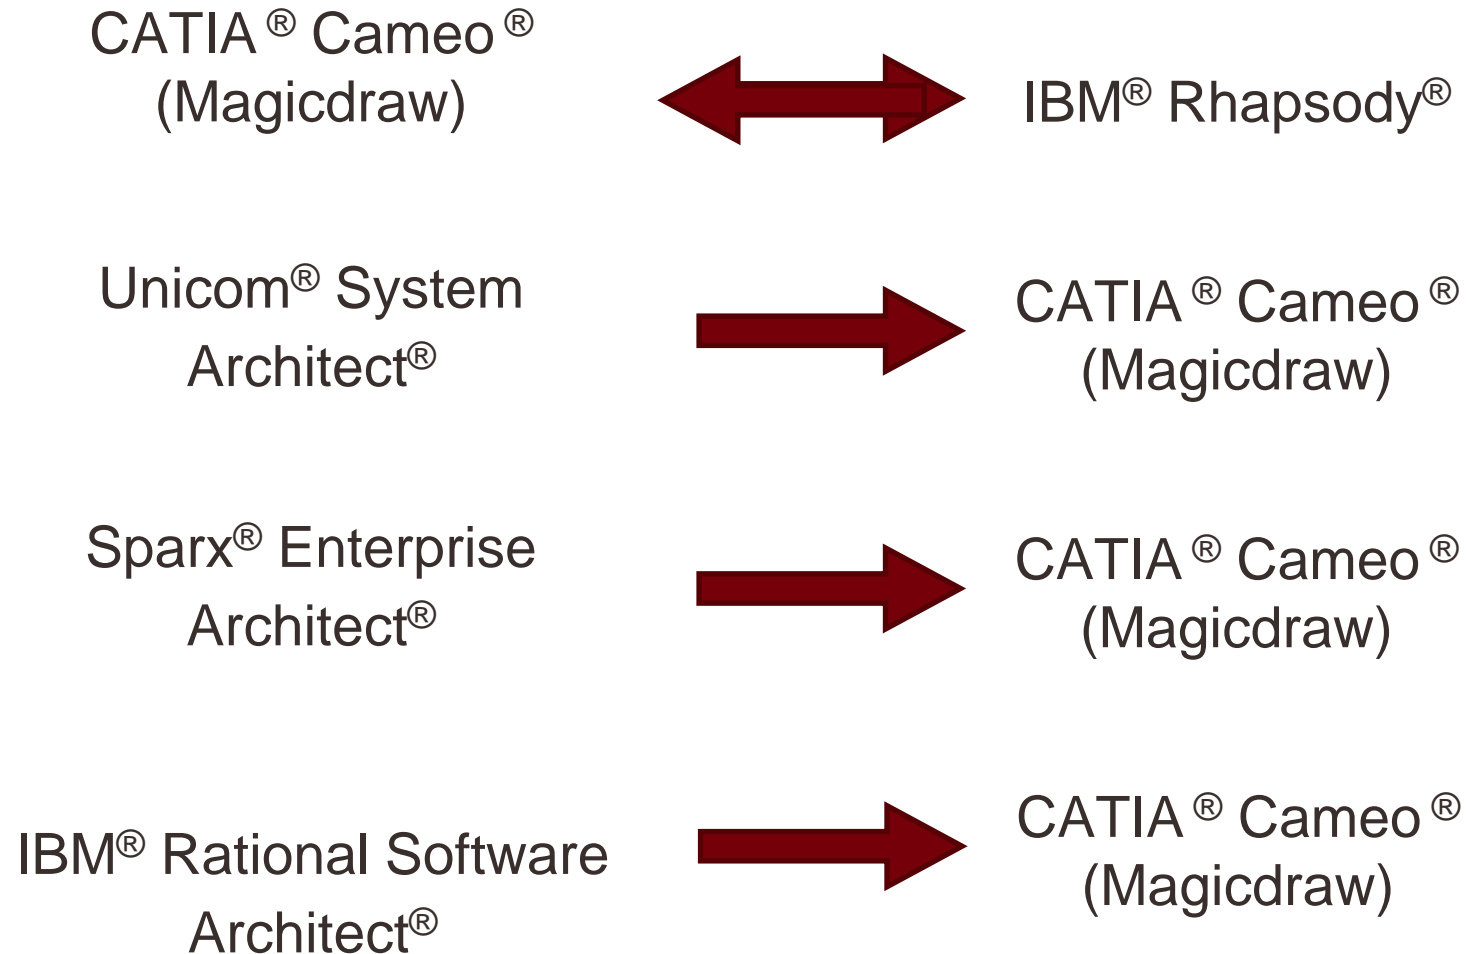 CATIA ® Cameo ®
(Magicdraw)
IBM® Rhapsody®
Unicom® System
Architect®
CATIA ® Cameo ®
(Magicdraw)
Sparx® Enterprise
Architect®
CATIA ® Cameo ®
(Magicdraw)
IBM® Rational Software
Architect®
CATIA ® Cameo ®
(Magicdraw)